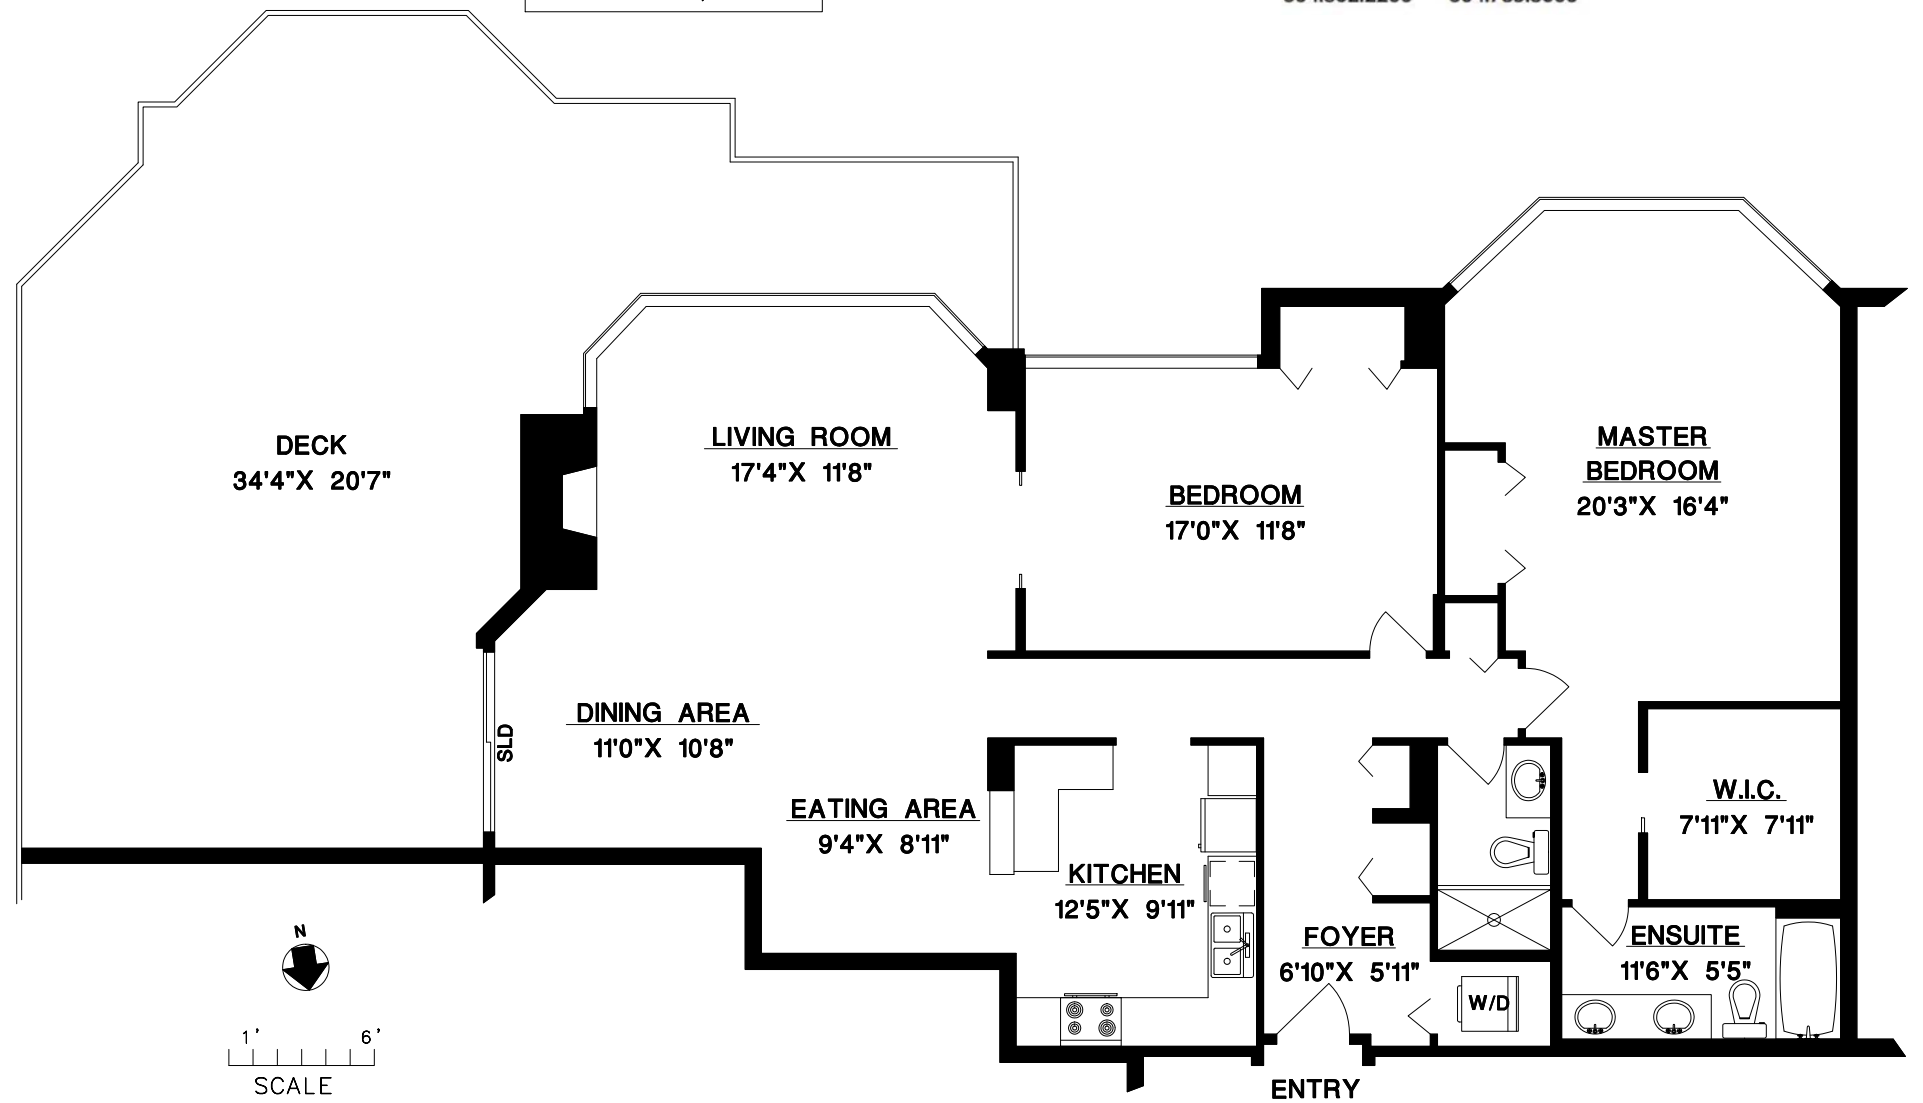 DECK
34'4"X 20'7"
LIVING ROOM
17'4"X 11'8"
BEDROOM
17'0"X 11'8"
MASTER
BEDROOM
20'3"X 16'4"
DINING AREA
11'0"X 10'8"
SLD
EATING AREA
9'4"X 8'11"
KITCHEN
12'5"X 9'11"
W.I.C.
7'11"X 7'11"
FOYER
6'10"X 5'11"
ENSUITE
11'6"X 5'5"
W/D
N
1' 6'
SCALE
ENTRY